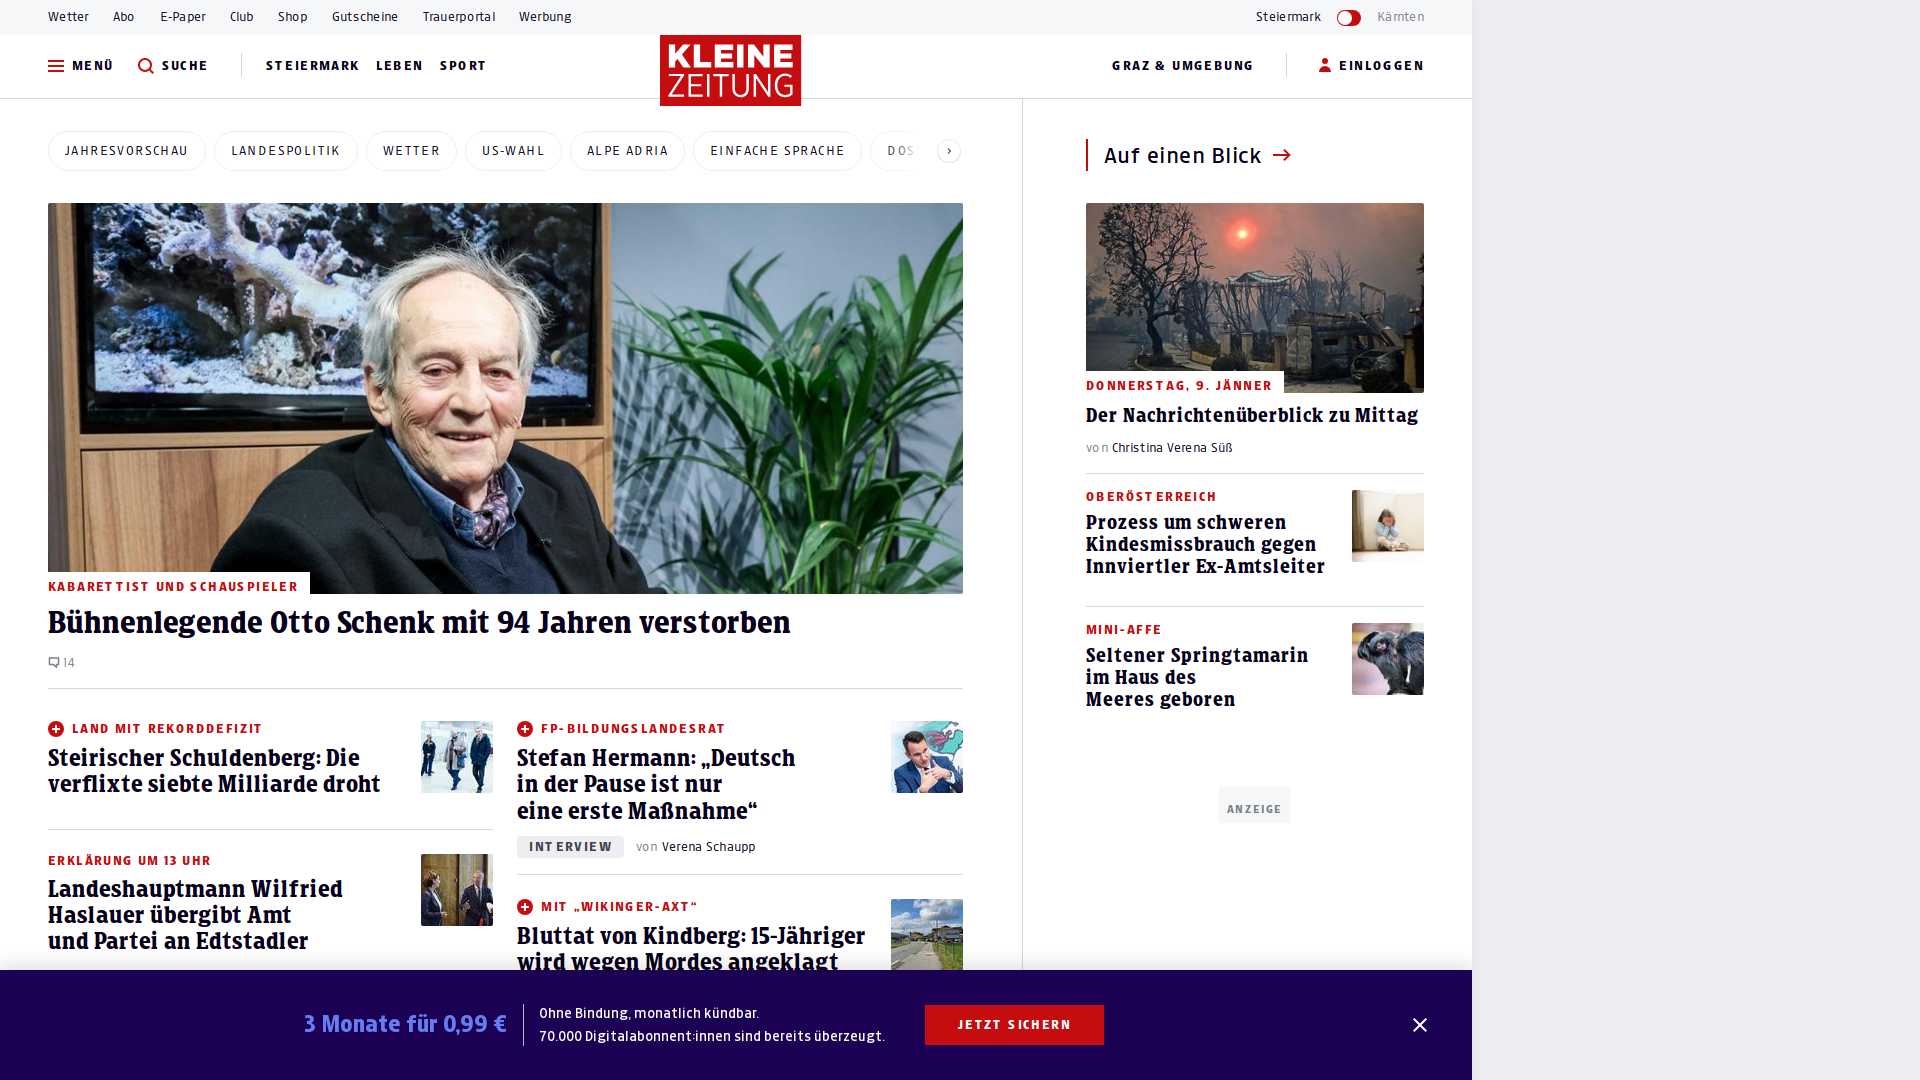 Wetter Abo E-Paper Club Shop Gutscheine Trauerportal Werbung Steiermark Kärnten
MENÜ SUCHE STEIERMARK LEBEN SPORT
KLEINE
ZEITUNG
GRAZ & UMGEBUNG EINLOGGEN
JAHRESVORSCHAU LANDESPOLITIK WETTER US-WAHL ALPE ADRIA EINFACHE SPRACHE DOS
KABARETTIST UND SCHAUSPIELER
Bühnenlegende Otto Schenk mit 94 Jahren verstorben
14
LAND MIT REKORDDEFIZIT
Steirischer Schuldenberg: Die
verflixte siebte Milliarde droht
ERKLÄRUNG UM 13 UHR
Landeshauptmann Wilfried
Haslauer übergibt Amt
und Partei an Edtstadler
FP-BILDUNGSLANDESRAT
Stefan Hermann: „Deutsch
in der Pause ist nur
eine erste Maßnahme“
INTERVIEW von Verena Schaupp
MIT „WIKINGER-AXT“
Bluttat von Kindberg: 15-Jähriger
wird wegen Mordes angeklagt
Auf einen Blick
DONNERSTAG, 9. JÄNNER
Der Nachrichtenüberblick zu Mittag
von Christina Verena Süß
OBERÖSTERREICH
Prozess um schweren
Kindesmissbrauch gegen
Innviertler Ex-Amtsleiter
MINI-AFFE
Seltener Springtamarin
im Haus des
Meeres geboren
ANZEIGE
3 Monate für 0,99 €
Ohne Bindung, monatlich kündbar.
70.000 Digitalabonnent:innen sind bereits überzeugt.
JETZT SICHERN